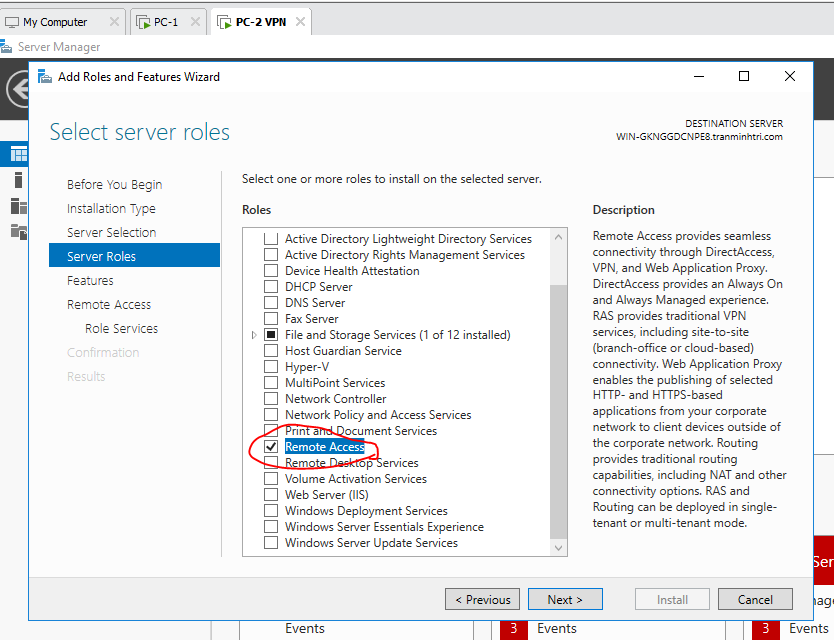 My Computer
PC-1
PC-2 VPN
Server Manager
Add Roles and Features Wizard
Select server roles
DESTINATION SERVER
WIN-GKNGGDCNPE8.tranminhtri.com
Before You Begin
Installation Type
Server Selection
Server Roles
Features
Remote Access
Role Services
Confirmation
Results
Select one or more roles to install on the selected server.
Roles
Active Directory Lightweight Directory Services
Active Directory Rights Management Services
Device Health Attestation
DHCP Server
DNS Server
Fax Server
File and Storage Services (1 of 12 installed)
Host Guardian Service
Hyper-V
MultiPoint Services
Network Controller
Network Policy and Access Services
Print and Document Services
Remote Access
Remote Desktop Services
Volume Activation Services
Web Server (IIS)
Windows Deployment Services
Windows Server Essentials Experience
Windows Server Update Services
Description
Remote Access provides seamless
connectivity through DirectAccess,
VPN, and Web Application Proxy.
DirectAccess provides an Always On
and Always Managed experience.
RAS provides traditional VPN
services, including site-to-site
(branch-office or cloud-based)
connectivity. Web Application Proxy
enables the publishing of selected
HTTP- and HTTPS-based
applications from your corporate
network to client devices outside of
the corporate network. Routing
provides traditional routing
capabilities, including NAT and other
connectivity options. RAS and
Routing can be deployed in single-
tenant or multi-tenant mode.
< Previous
Next >
Install
Cancel
Events
3
Events
3
Events